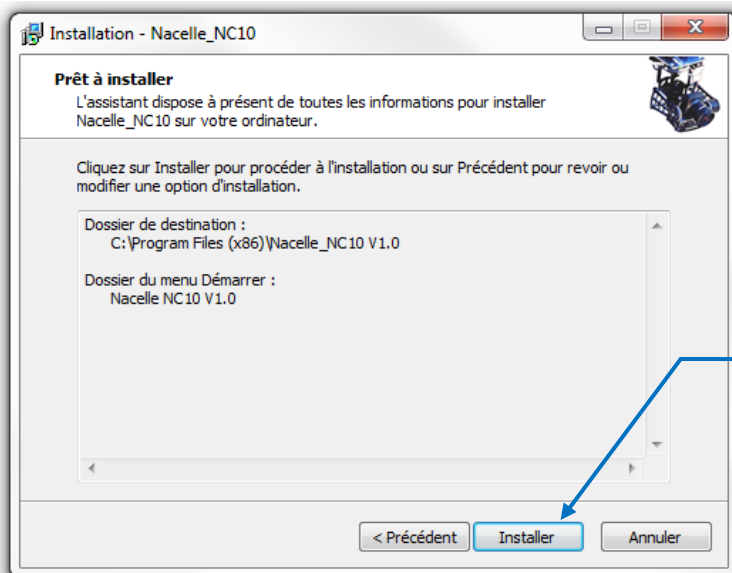 Installation - Nacelle_NC10
Prêt à installer
L'assistant dispose à présent de toutes les informations pour installer
Nacelle_NC10 sur votre ordinateur.
Cliquez sur Installer pour procéder à l'installation ou sur Précédent pour revoir ou
modifier une option d'installation.
Dossier de destination :
C:\Program Files (x86)\Nacelle_NC10 V1.0
Dossier du menu Démarrer :
Nacelle NC10 V1.0
< Précédent
Installer
Annuler